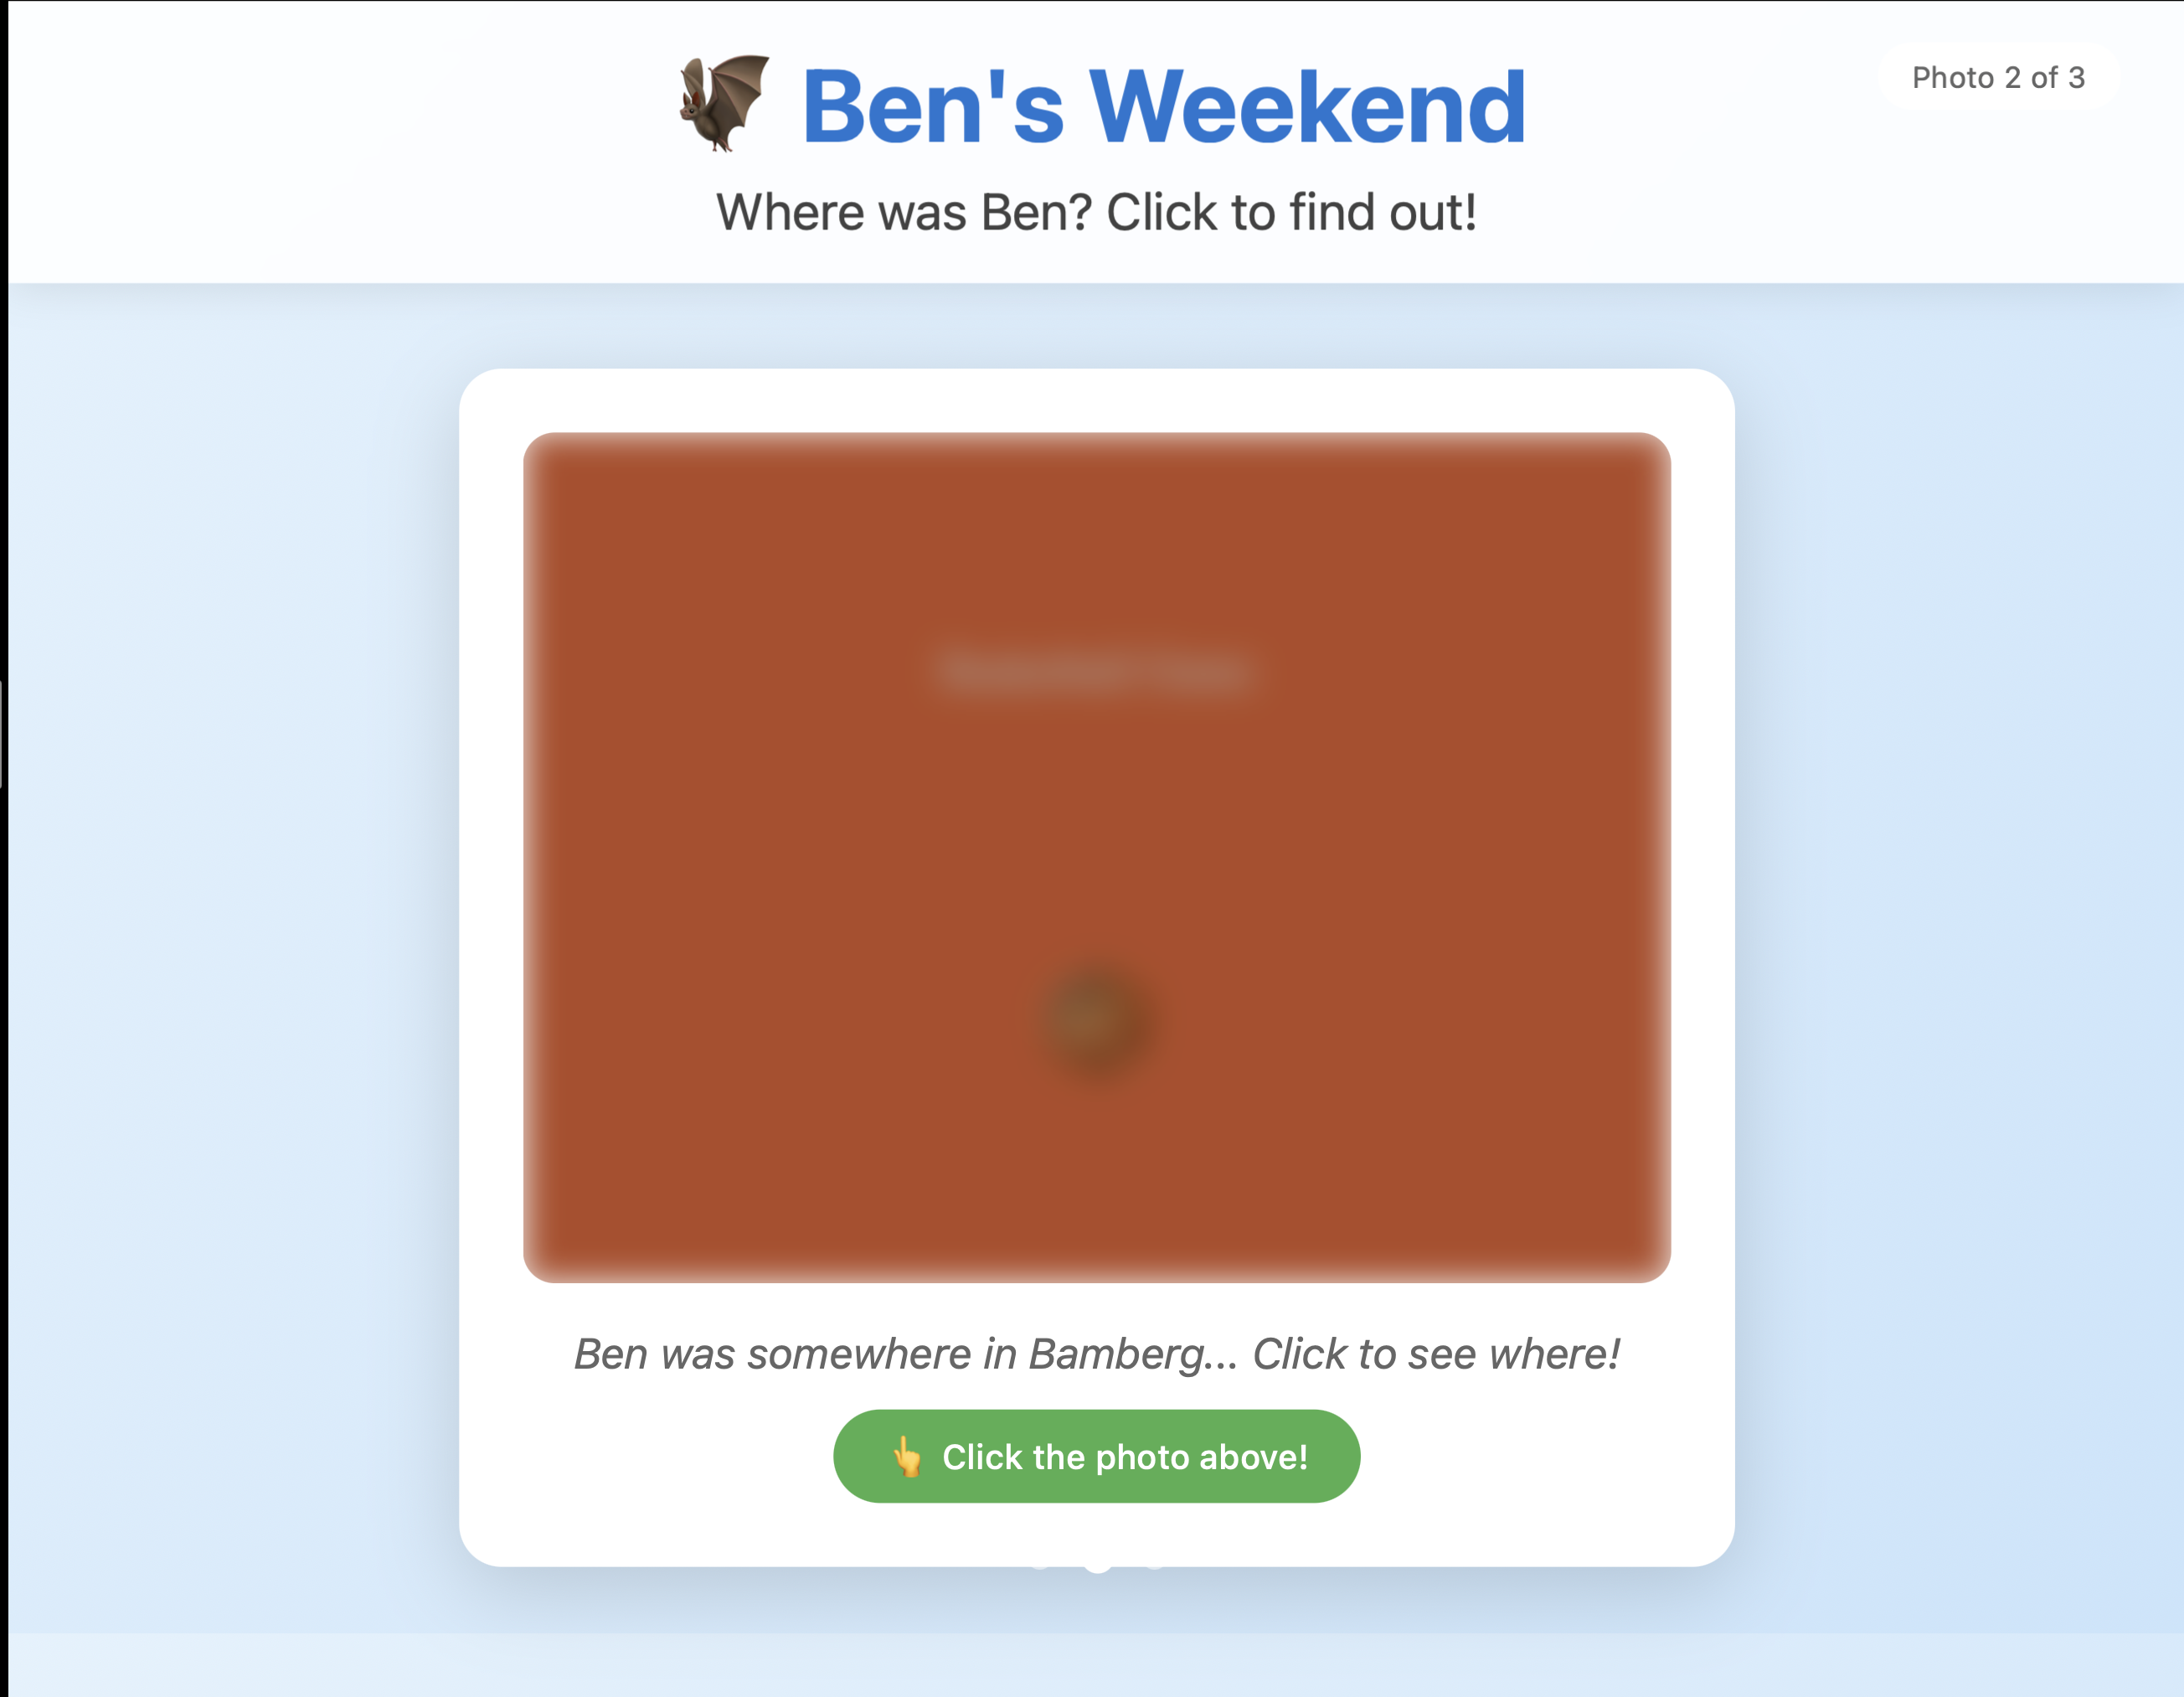 Ben's Weekend
Photo 2 of 3
Where was Ben? Click to find out!
Ben was somewhere in Bamberg... Click to see where!
Click the photo above!